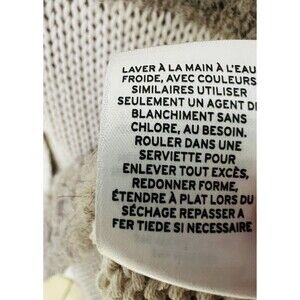 LAVER À LA MAIN À L'EAU
FROIDE, AVEC COULEURS
SIMILAIRES UTILISER
SEULEMENT UN AGENT DE
BLANCHIMENT SANS
CHLORE, AU BESOIN.
ROULER DANS UNE
SERVIETTE POUR
ENLEVER TOUT EXCÈS,
REDONNER FORME,
ÉTENDRE À PLAT LORS DU
SÉCHAGE REPASSER A
FER TIEDE SI NECESSAIRE